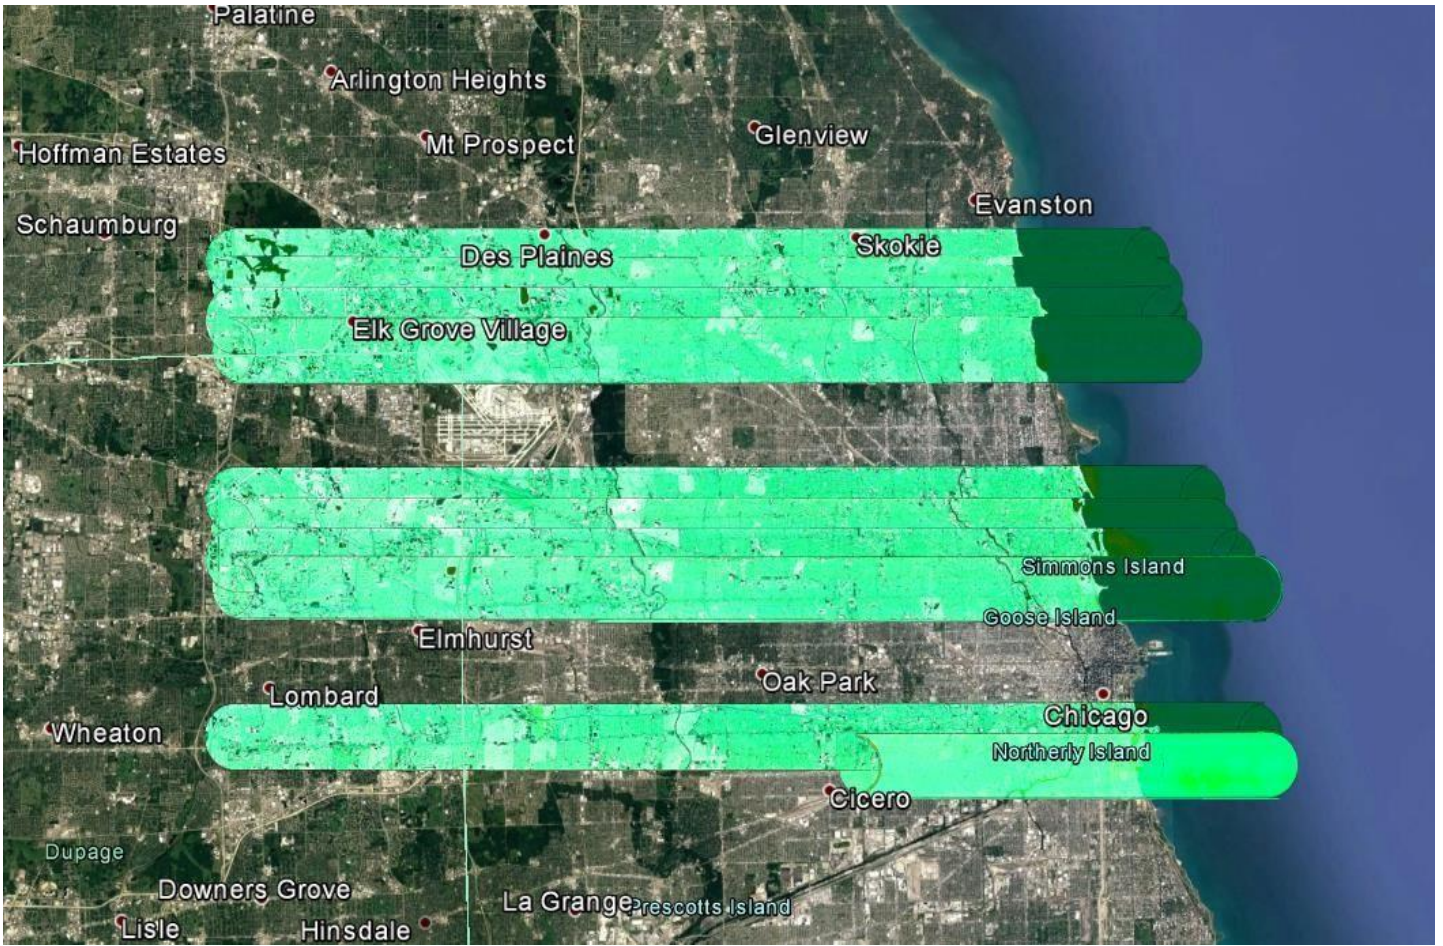 Palatine
Arlington Heights
Mt Prospect
Glenview
Hoffman Estates
Evanston
Schaumburg
Des Plaines
Skokie
Elk Grove Village
Simmons Island
Goose Island
Elmhurst
Oak Park
Lombard
Chicago
Wheaton
Northerly Island
Cicero
Dupage
Downers Grove
La Grange
Prescotts Island
Lisle
Hinsdale